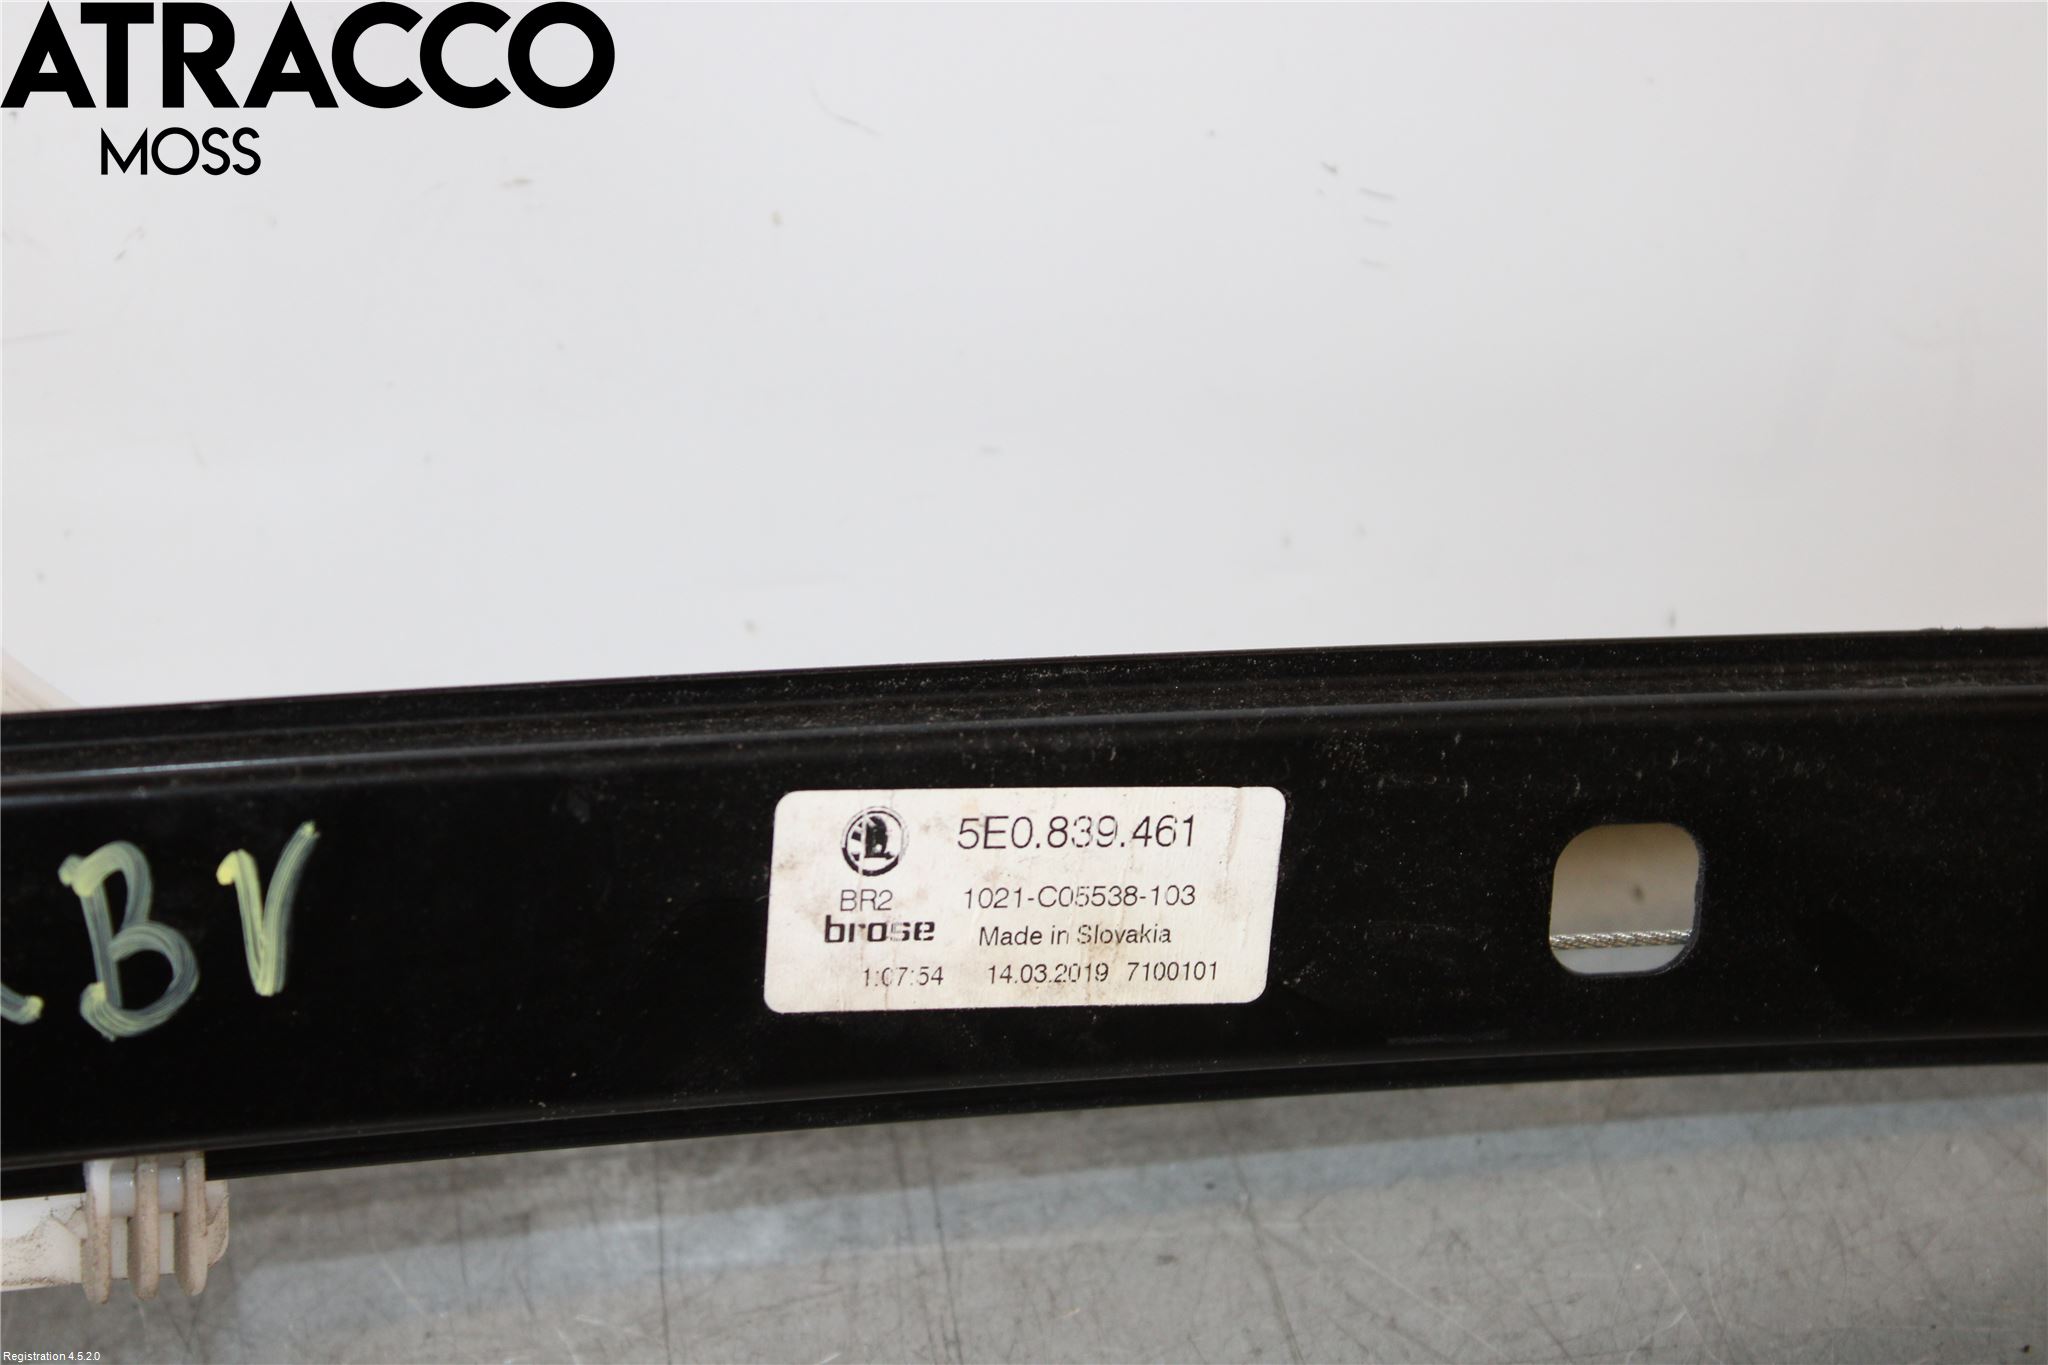 ATRACCO
MOSS
BV
5E0.839.461
BR2 1021-C05538-103
brose Made in Slovakia
1:07:54 14.03.2019 7100101
Registration 4.5.2.0